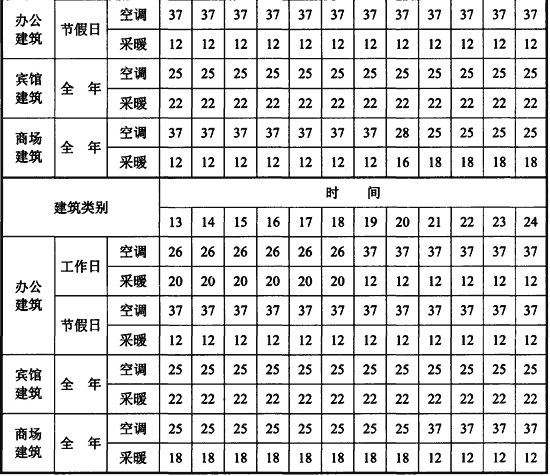 办公建筑 节假日 空调 37 37 37 37 37 37 37 37 37 37 37 37
采暖 12 12 12 12 12 12 12 12 12 12 12 12
宾馆建筑 全 年 空调 25 25 25 25 25 25 25 25 25 25 25 25
采暖 22 22 22 22 22 22 22 22 22 22 22 22
商场建筑 全 年 空调 37 37 37 37 37 37 37 28 25 25 25 25
采暖 12 12 12 12 12 12 12 16 18 18 18 18
建筑类别 时 间
13 14 15 16 17 18 19 20 21 22 23 24
办公建筑 工作日 空调 26 26 26 26 26 26 37 37 37 37 37 37
采暖 20 20 20 20 20 20 12 12 12 12 12 12
节假日 空调 37 37 37 37 37 37 37 37 37 37 37 37
采暖 12 12 12 12 12 12 12 12 12 12 12 12
宾馆建筑 全 年 空调 25 25 25 25 25 25 25 25 25 25 25 25
采暖 22 22 22 22 22 22 22 22 22 22 22 22
商场建筑 全 年 空调 25 25 25 25 25 25 25 25 37 37 37 37
采暖 18 18 18 18 18 18 18 18 12 12 12 12